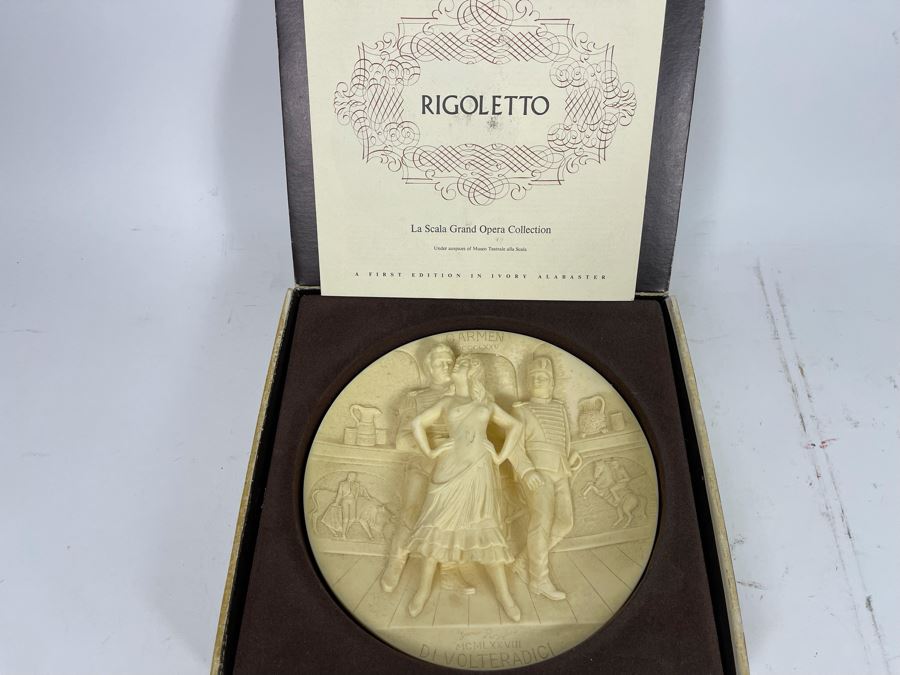 RIGOLETTO
La Scala Grand Opera Collection
Under auspices of Museo Teatrale alla Scala
A FIRST EDITION IN IVORY ALABASTER
CARMEN
MCMLXXVIII
DI VOLTERADICI